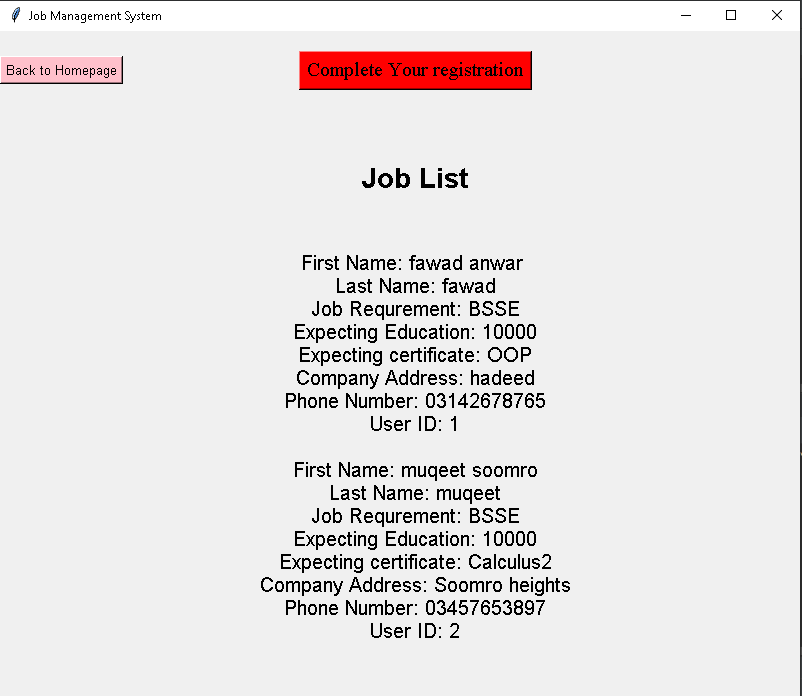 Job Management System
Back to Homepage
Complete Your registration
Job List
First Name: fawad anwar
Last Name: fawad
Job Requrement: BSSE
Expecting Education: 10000
Expecting certificate: OOP
Company Address: hadeed
Phone Number: 03142678765
User ID: 1
First Name: muqeet soomro
Last Name: muqeet
Job Requrement: BSSE
Expecting Education: 10000
Expecting certificate: Calculus2
Company Address: Soomro heights
Phone Number: 03457653897
User ID: 2